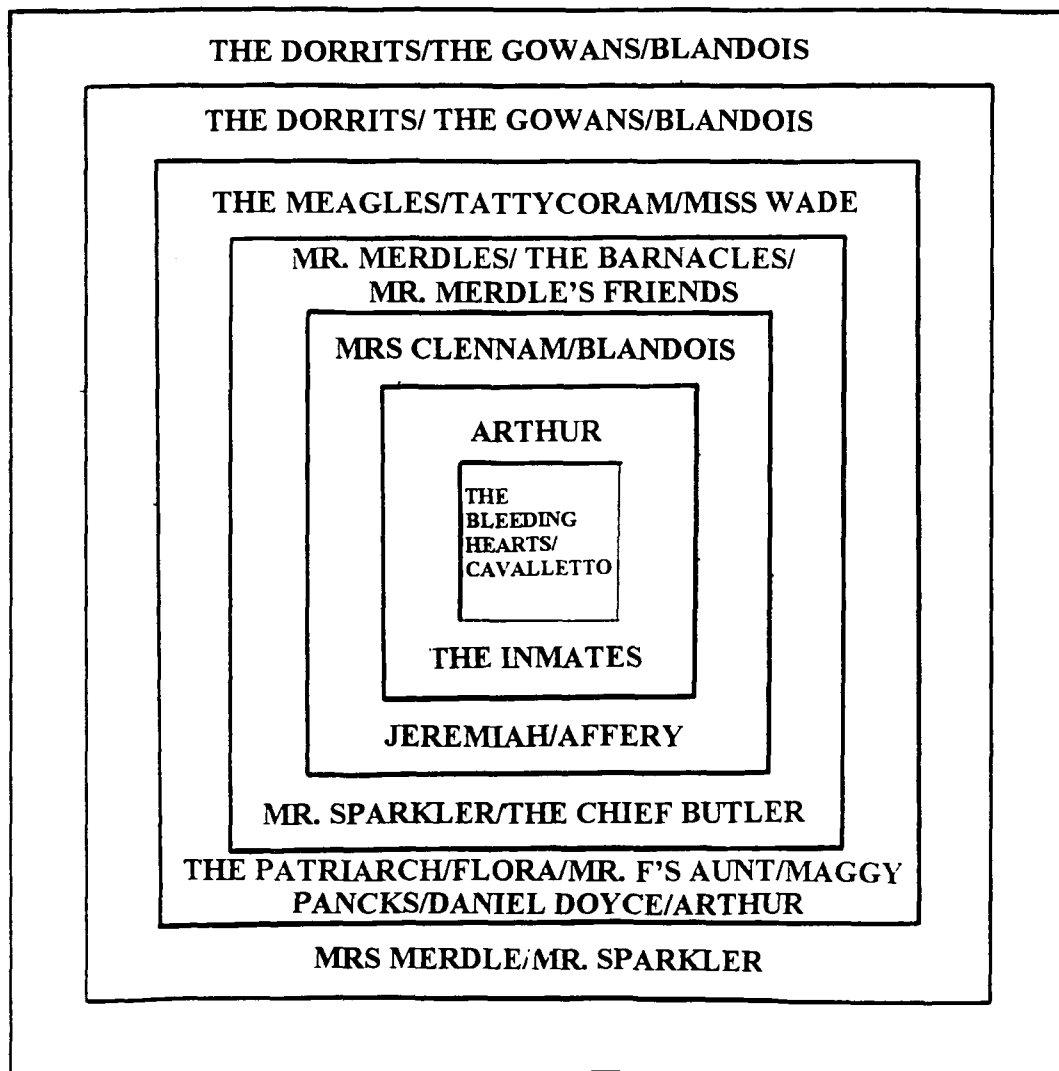 THE DORRITS/THE GOWANS/BLANDOIS
THE DORRITS/ THE GOWANS/BLANDOIS
THE MEAGLES/TATTYCORAM/MISS WADE
MR. MERDLES/ THE BARNACLES/
MR. MERDLE'S FRIENDS
MRS CLENNAM/BLANDOIS
ARTHUR
THE
BLEEDING
HEARTS/
CAVALLETTO
THE INMATES
JEREMIAH/AFFERY
MR. SPARKLER/THE CHIEF BUTLER
THE PATRIARCH/FLORA/MR. F'S AUNT/MAGGY
PANCKS/DANIEL DOYCE/ARTHUR
MRS MERDLE/MR. SPARKLER